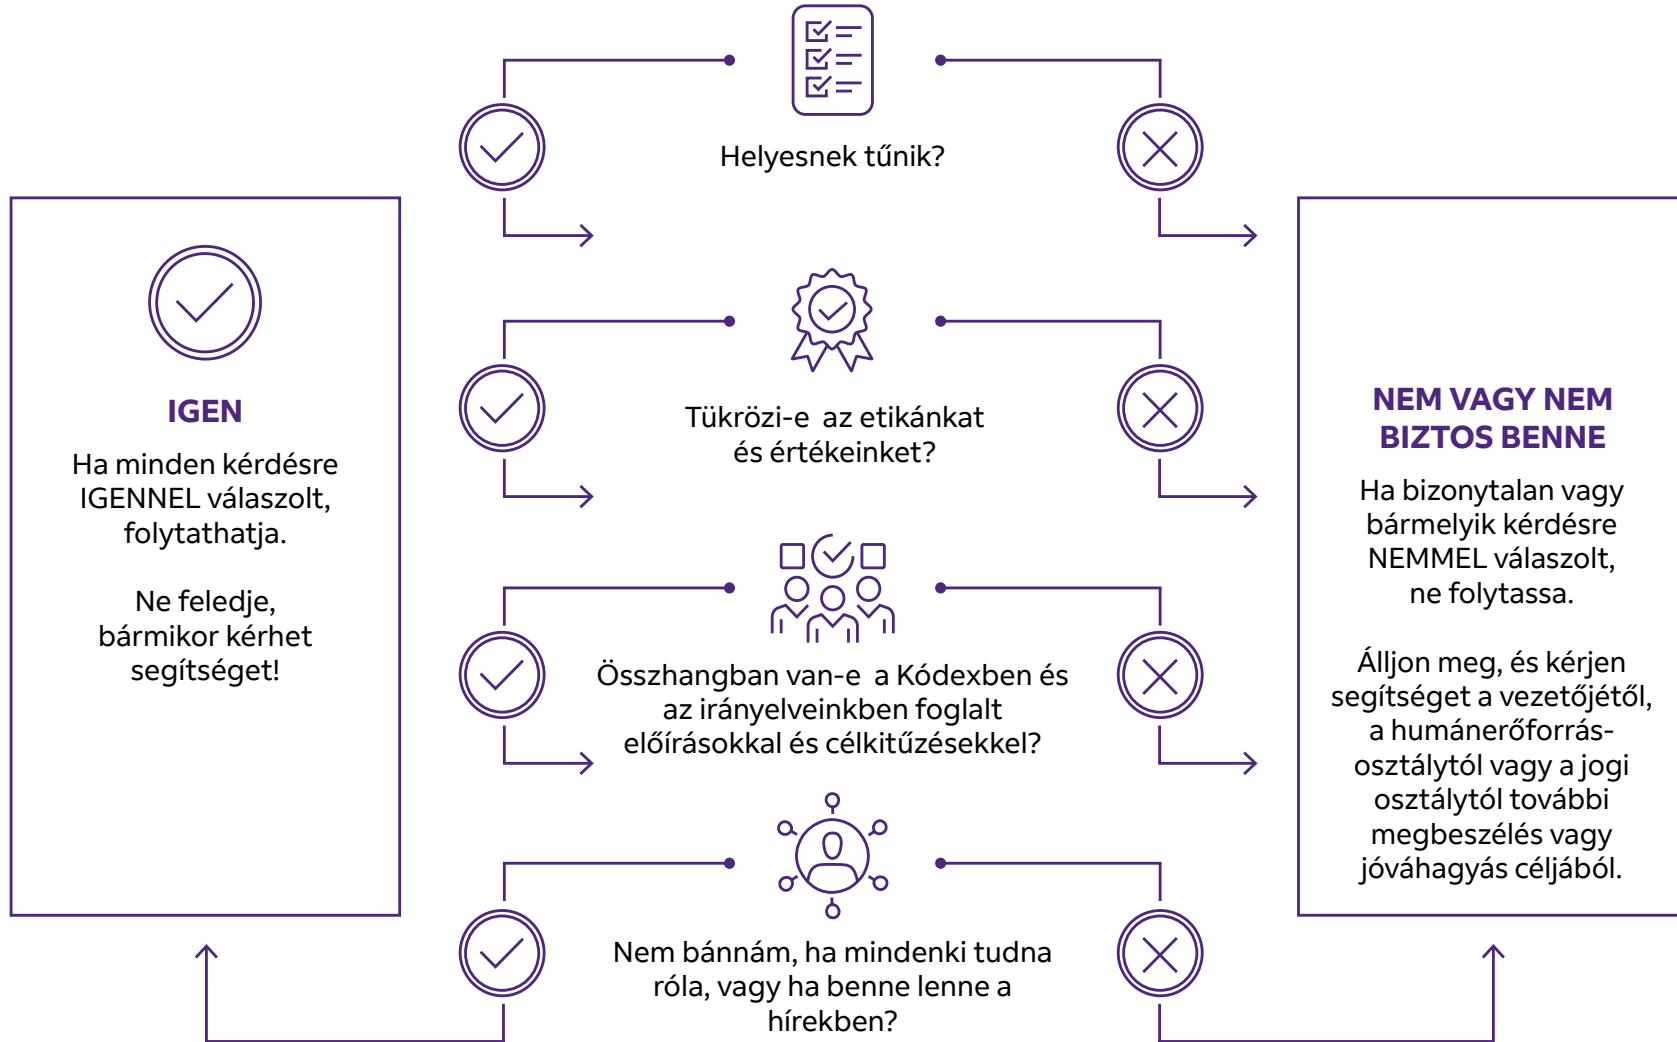 Helyesnek tűnik?
IGEN
Ha minden kérdésre
IGENNEL válaszolt,
folytathatja.
Ne feledje,
bármikor kérhet
segítséget!
Tükrözi-e az etikánkat
és értékeinket?
Összhangban van-e a Kódexben és
az irányelveinkben foglalt
előírásokkal és célkitűzésekkel?
Nem bánnám, ha mindenki tudna
róla, vagy ha benne lenne a
hírekben?
NEM VAGY NEM
BIZTOS BENNE
Ha bizonytalan vagy
bármelyik kérdésre
NEMMEL válaszolt,
ne folytassa.
Álljon meg, és kérjen
segítséget a vezetőjétől,
a humánerőforrás-
osztálytól vagy a jogi
osztálytól további
megbeszélés vagy
jóváhagyás céljából.